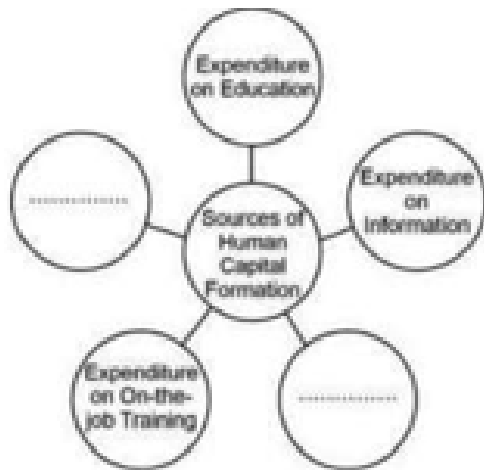 Expenditure
on Education
....................
Expenditure
on
Information
Sources of
Human
Capital
Formation
Expenditure
on On-the-
job Training
....................